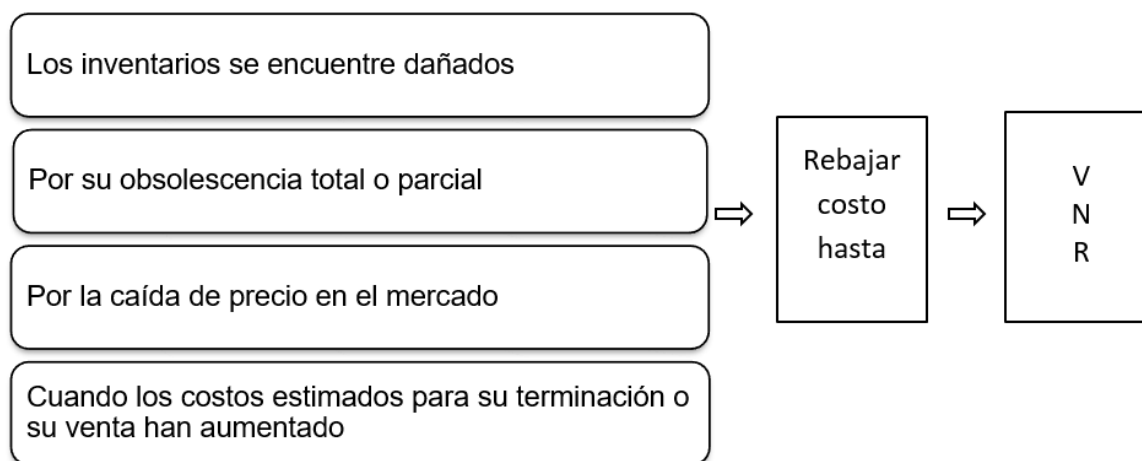 Los inventarios se encuentre dañados
Por su obsolescencia total o parcial
Por la caída de precio en el mercado
Cuando los costos estimados para su terminación o
su venta han aumentado
Rebajar
costo
hasta
V
N
R